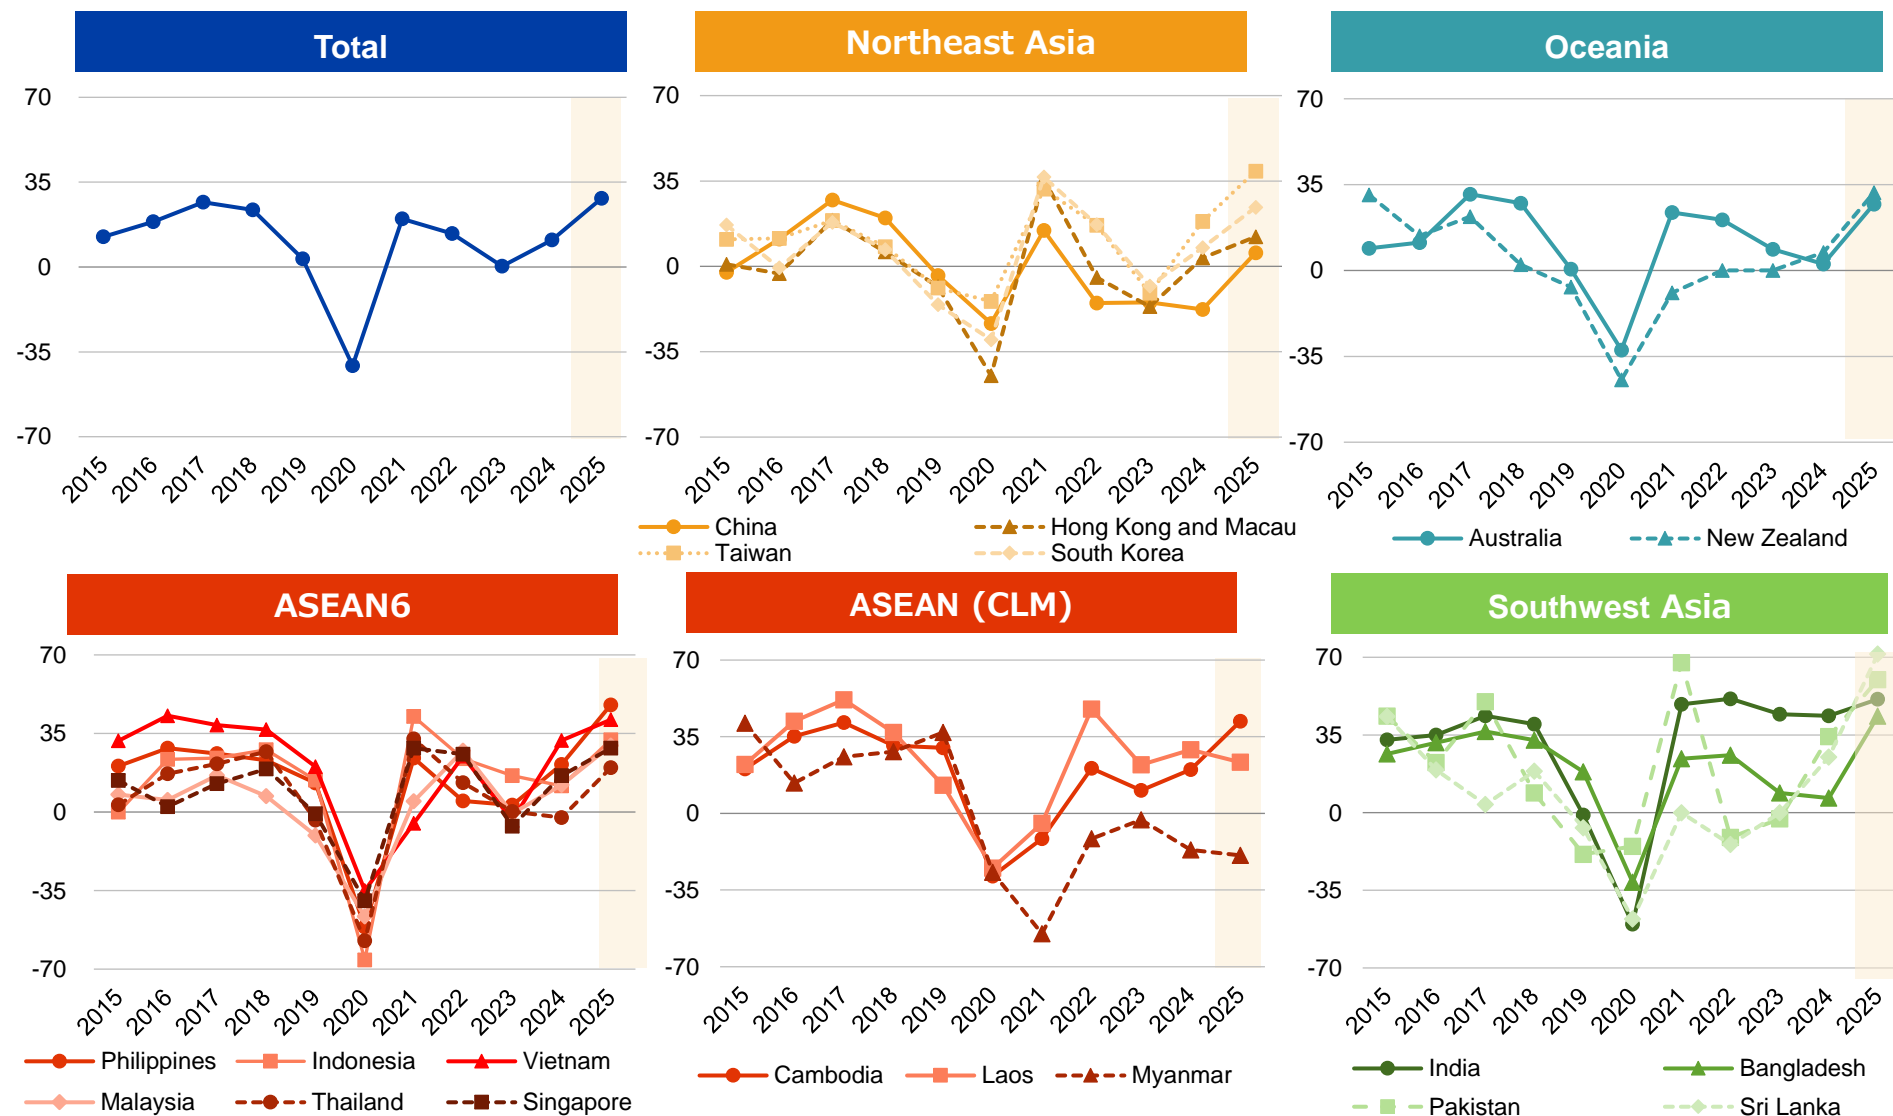 Total
70
35
0
-35
-70
2015 2016 2017 2018 2019 2020 2021 2022 2023 2024 2025
Northeast Asia
70
35
0
-35
-70
2015 2016 2017 2018 2019 2020 2021 2022 2023 2024 2025
China Hong Kong and Macau
Taiwan South Korea
Oceania
70
35
0
-35
-70
2015 2016 2017 2018 2019 2020 2021 2022 2023 2024 2025
Australia New Zealand
ASEAN6
70
35
0
-35
-70
2015 2016 2017 2018 2019 2020 2021 2022 2023 2024 2025
Philippines Indonesia Vietnam
Malaysia Thailand Singapore
ASEAN (CLM)
70
35
0
-35
-70
2015 2016 2017 2018 2019 2020 2021 2022 2023 2024 2025
Cambodia Laos Myanmar
Southwest Asia
70
35
0
-35
-70
2015 2016 2017 2018 2019 2020 2021 2022 2023 2024 2025
India Bangladesh
Pakistan Sri Lanka